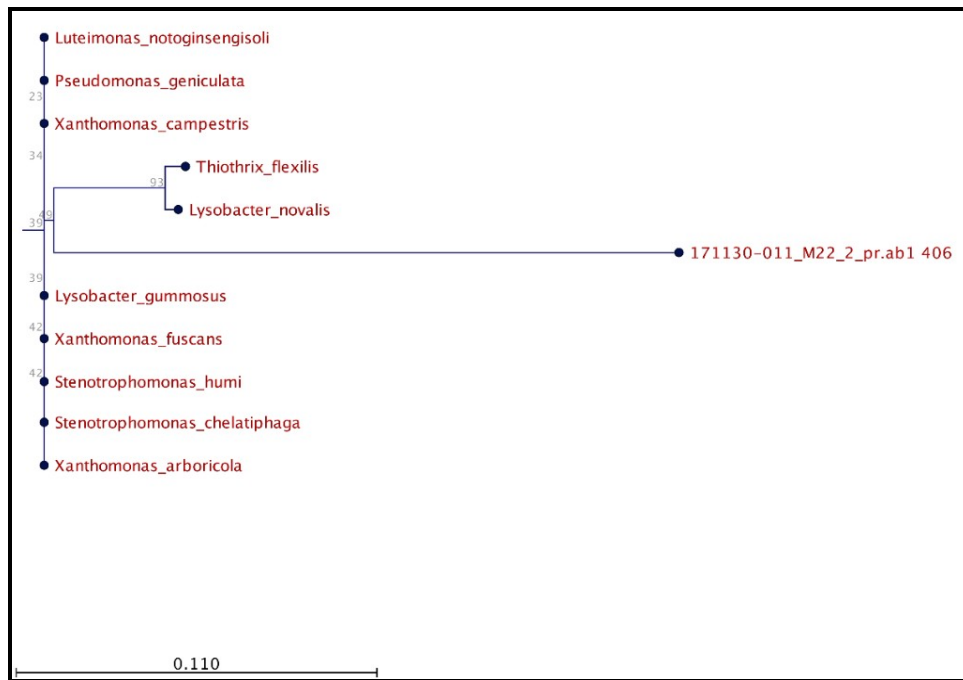 Luteimonas_notoginsengisoli
Pseudomonas_geniculata
23
Xanthomonas_campestris
34
Thiothrix_flexilis
93
Lysobacter_novalis
49
39
171130-011_M22_2_pr.ab1 406
39
Lysobacter_gummosus
42
Xanthomonas_fuscans
42
Stenotrophomonas_humi
Stenotrophomonas_chelatiphaga
Xanthomonas_arboricola
0.110